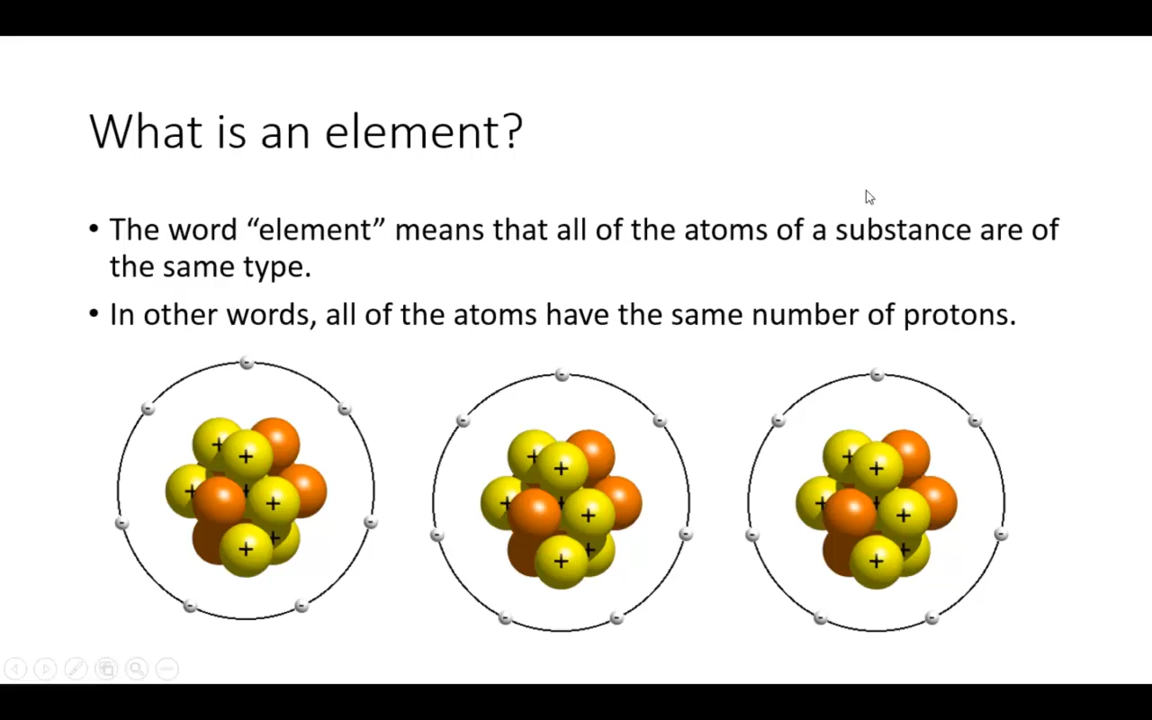 What is an element?
• The word “element” means that all of the atoms of a substance are of
the same type.
• In other words, all of the atoms have the same number of protons.